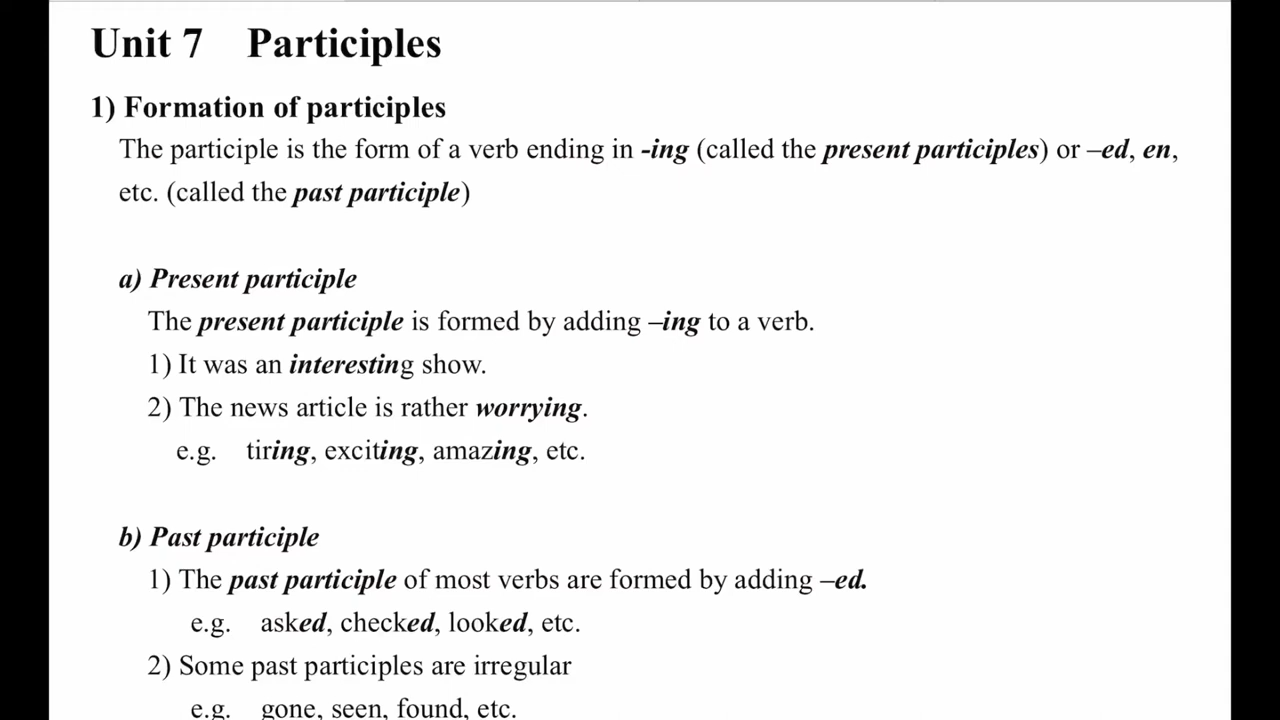 Unit 7 Participles
1) Formation of participles
The participle is the form of a verb ending in -ing (called the present participles) or –ed, en,
etc. (called the past participle)
a) Present participle
The present participle is formed by adding –ing to a verb.
1) It was an interesting show.
2) The news article is rather worrying.
e.g. tiring, exciting, amazing, etc.
b) Past participle
1) The past participle of most verbs are formed by adding –ed.
e.g. asked, checked, looked, etc.
2) Some past participles are irregular
e.g. gone, seen, found, etc.